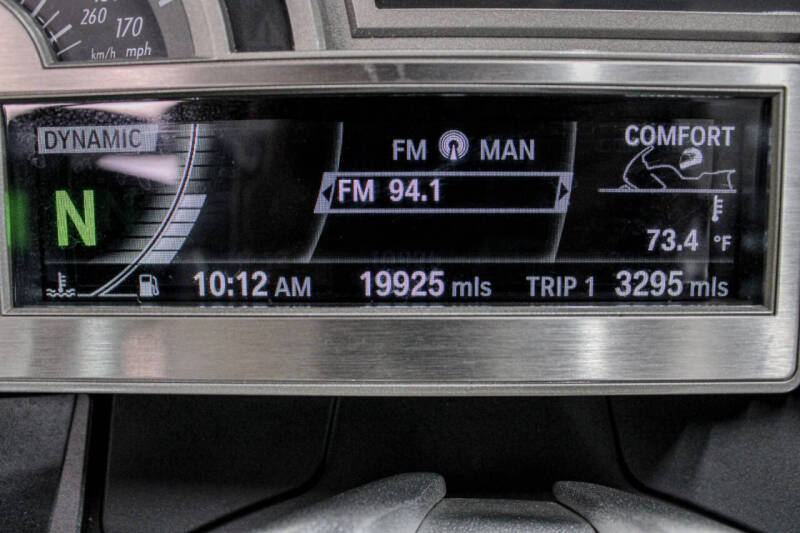 260 170
km/h mph
DYNAMIC
FM MAN
COMFORT
FM 94.1
N
73.4 °F
10:12 AM 19925 mls TRIP 1 3295 mls